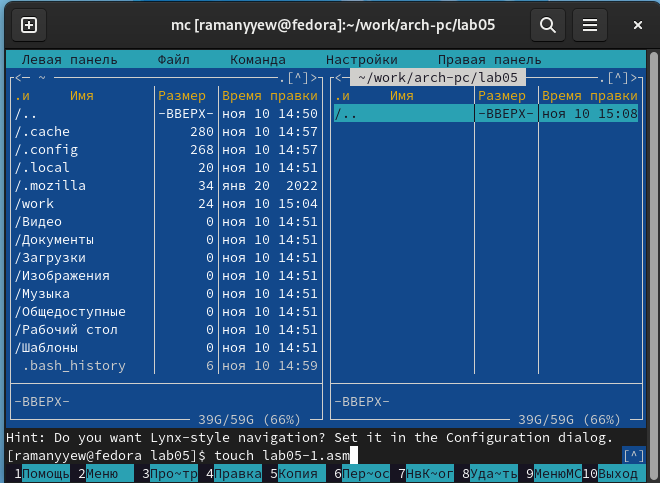 mc [ramanyyew@fedora]:~/work/arch-pc/lab05
Левая панель Файл Команда Настройки Правая панель
<— ~ .[^]> <— ~/work/arch-pc/lab05 .[^]>
.и Имя Размер Время правки .и Имя Размер Время правки
/.. -ВВЕРХ- ноя 10 14:50 /.. -ВВЕРХ- ноя 10 15:08
/.cache 280 ноя 10 14:57
/.config 268 ноя 10 14:57
/.local 20 ноя 10 14:51
/.mozilla 34 янв 20 2022
/work 24 ноя 10 15:04
/Видео 0 ноя 10 14:51
/Документы 0 ноя 10 14:51
/Загрузки 0 ноя 10 14:51
/Изображения 0 ноя 10 14:51
/Музыка 0 ноя 10 14:51
/Общедоступные 0 ноя 10 14:51
/Рабочий стол 0 ноя 10 14:51
/Шаблоны 0 ноя 10 14:51
.bash_history 6 ноя 10 14:59
-ВВЕРХ- -ВВЕРХ-
39G/59G (66%) 39G/59G (66%)
Hint: Do you want Lynx-style navigation? Set it in the Configuration dialog.
[ramanyyew@fedora lab05]$ touch lab05-1.asm [^]
1Помощь 2Меню 3Про~тр 4Правка 5Копия 6Пер~ос 7НвК~ог 8Уда~ть 9МенюМС 10Выход